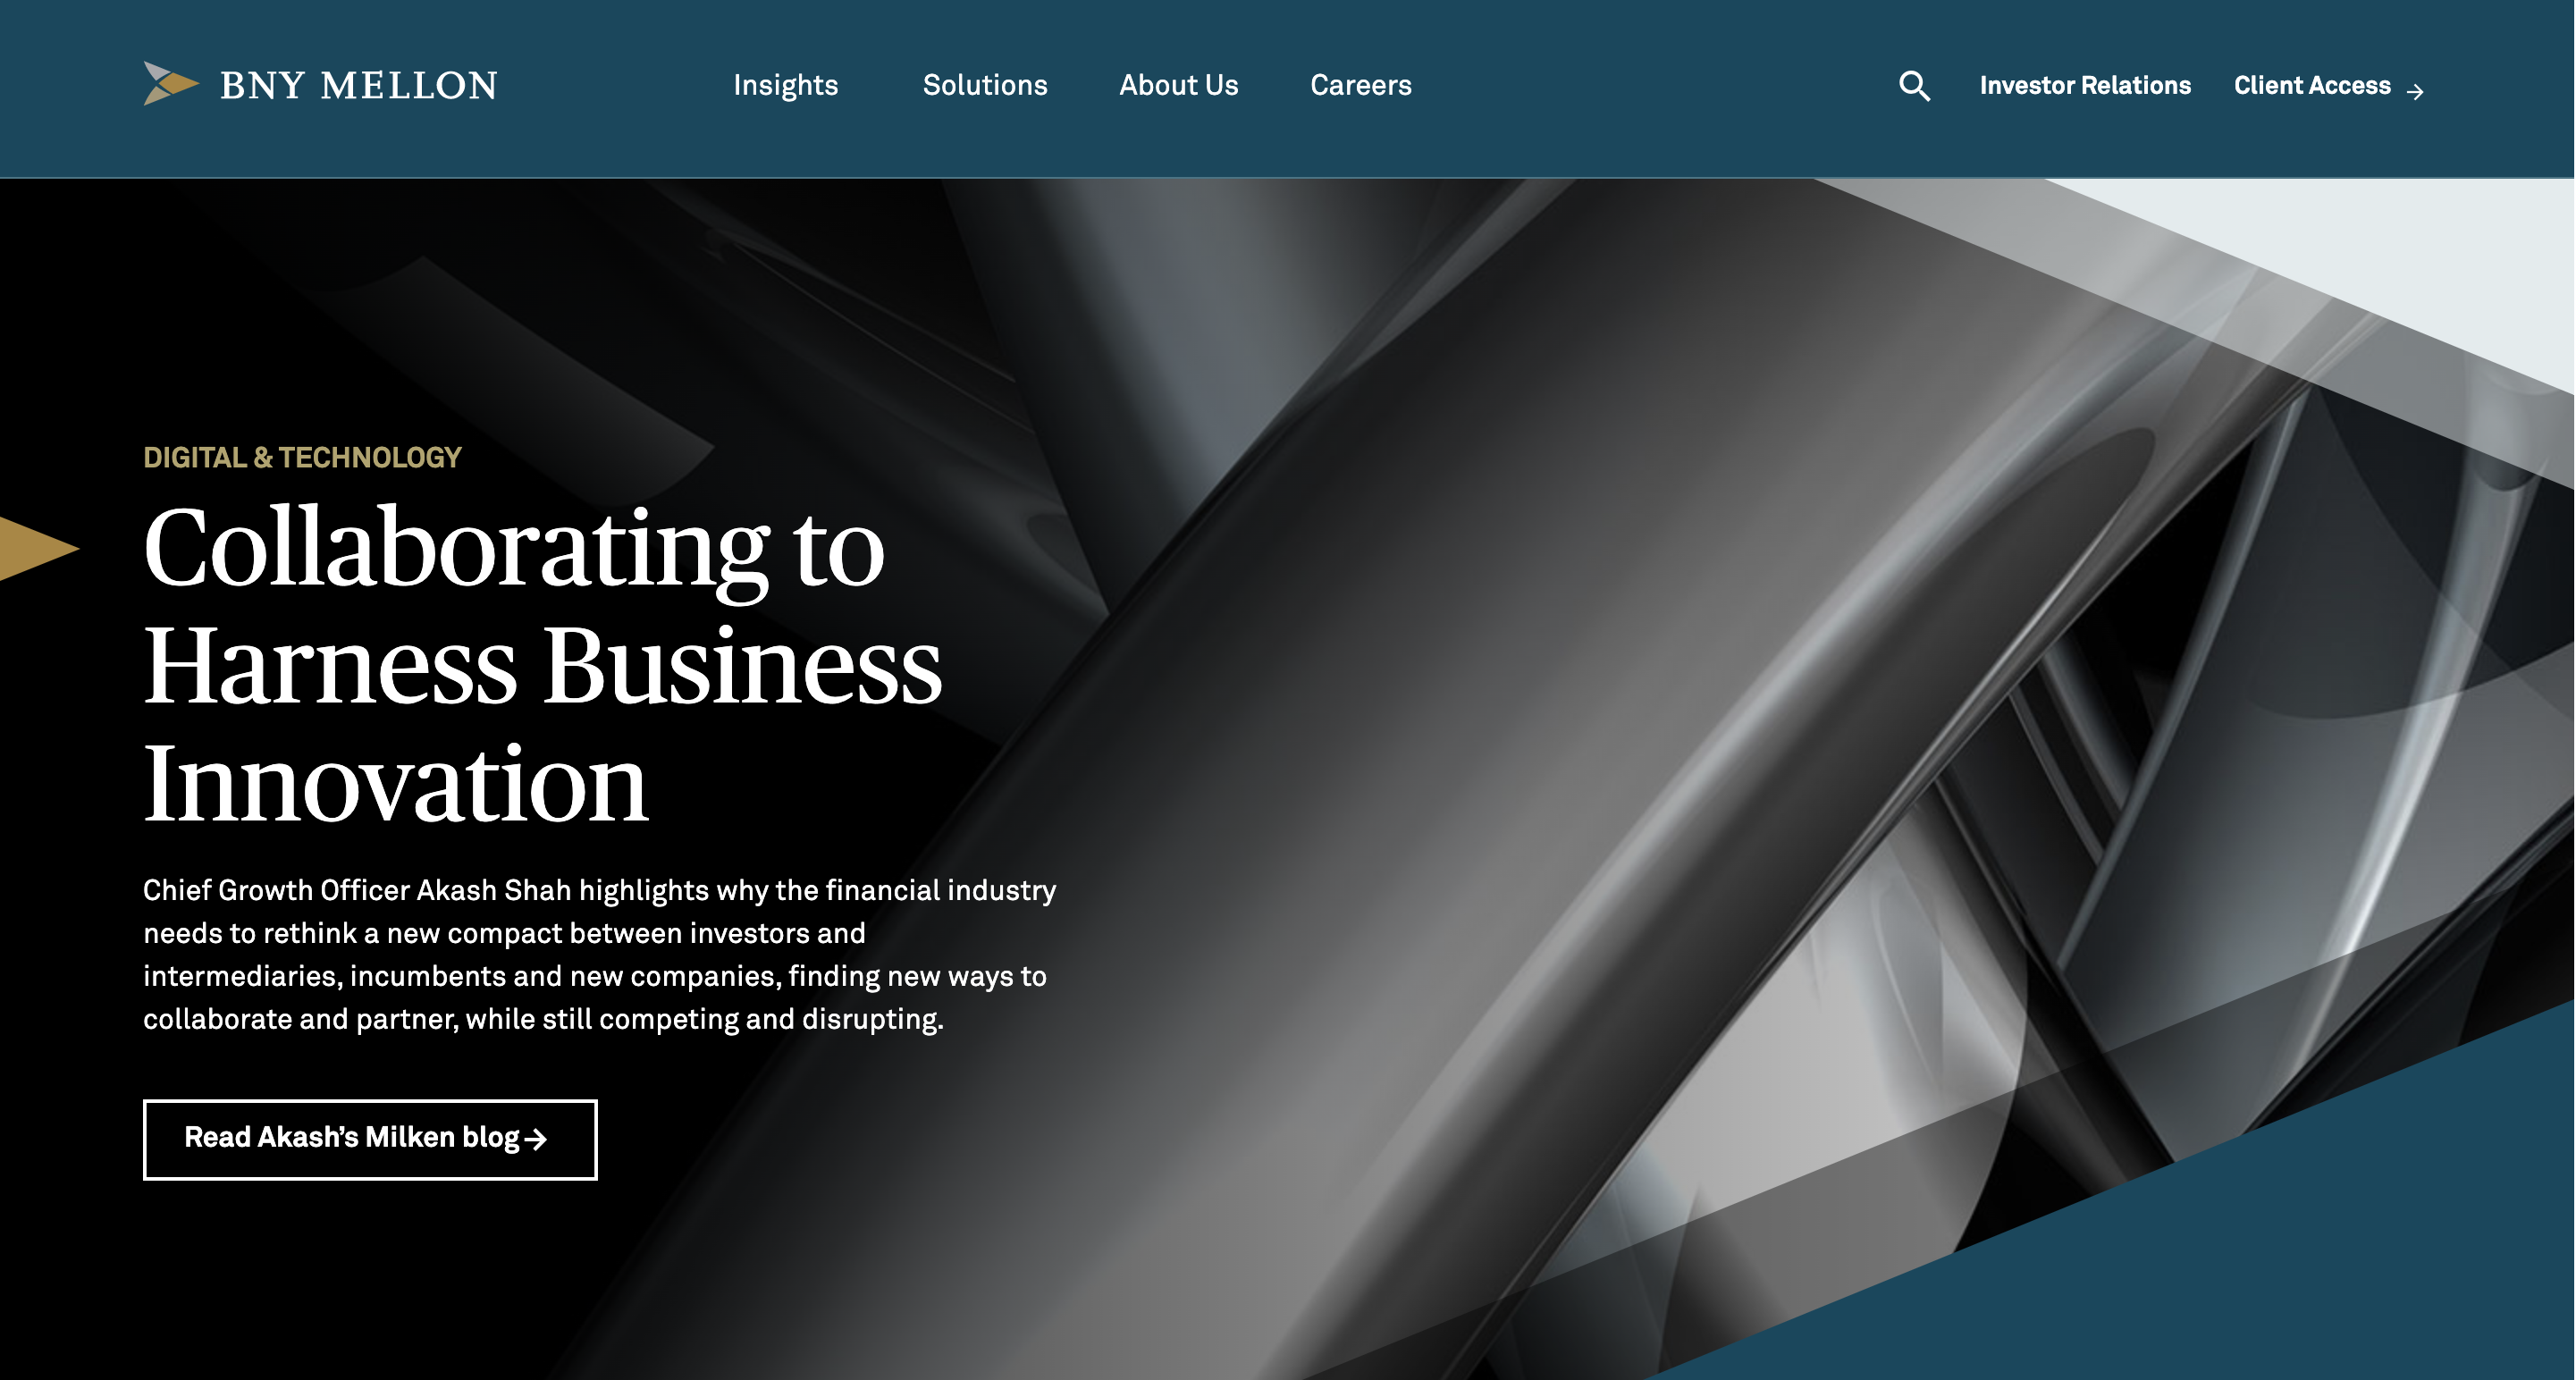 BNY MELLON
Insights
Solutions
About Us
Careers
Investor Relations
Client Access →
DIGITAL & TECHNOLOGY
Collaborating to
Harness Business
Innovation
Chief Growth Officer Akash Shah highlights why the financial industry
needs to rethink a new compact between investors and
intermediaries, incumbents and new companies, finding new ways to
collaborate and partner, while still competing and disrupting.
Read Akash’s Milken blog →